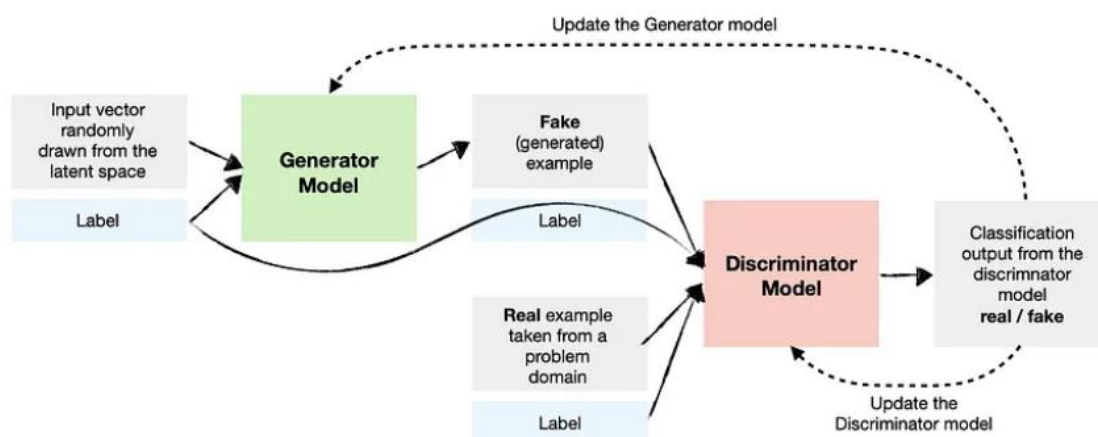 Update the Generator model
Input vector
randomly
drawn from the
latent space
Label
Generator
Model
Fake
(generated)
example
Label
Real example
taken from a
problem
domain
Label
Discriminator
Model
Classification
output from the
discrimnator
model
real / fake
Update the
Discriminator model